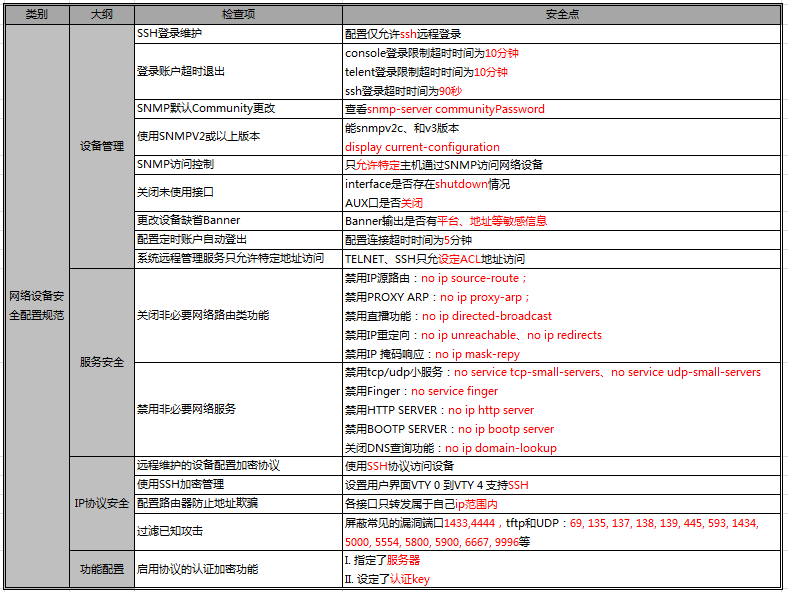 类别 大纲 检查项 安全点
网络设备安全配置规范
设备管理
SSH登录维护 配置仅允许ssh远程登录
登录账户超时退出
console登录限制超时时间为10分钟
telent登录限制超时时间为10分钟
ssh登录超时时间为90秒
SNMP默认Community更改 查看snmp-server communityPassword
使用SNMPV2或以上版本
能snmpv2c、和v3版本
display current-configuration
SNMP访问控制 只允许特定主机通过SNMP访问网络设备
关闭未使用接口
interface是否存在shutdown情况
AUX口是否关闭
更改设备缺省Banner Banner输出是否有平台、地址等敏感信息
配置定时账户自动登出 配置连接超时时间为5分钟
系统远程管理服务只允许特定地址访问 TELNET、SSH只允设定ACL地址访问
服务安全
关闭非必要网络路由类功能
禁用IP源路由：no ip source-route；
禁用PROXY ARP：no ip proxy-arp；
禁用直播功能：no ip directed-broadcast
禁用IP重定向：no ip unreachable、no ip redirects
禁用IP 掩码响应：no ip mask-repy
禁用非必要网络服务
禁用tcp/udp小服务：no service tcp-small-servers、no service udp-small-servers
禁用Finger：no service finger
禁用HTTP SERVER：no ip http server
禁用BOOTP SERVER：no ip bootp server
关闭DNS查询功能：no ip domain-lookup
IP协议安全
远程维护的设备配置加密协议 使用SSH协议访问设备
使用SSH加密管理 设置用户界面VTY 0 到VTY 4 支持SSH
配置路由器防止地址欺骗 各接口只转发属于自己ip范围内
过滤已知攻击
屏蔽常见的漏洞端口1433,4444，tftp和UDP：69, 135, 137, 138, 139, 445, 593, 1434,
5000, 5554, 5800, 5900, 6667, 9996等
功能配置
启用协议的认证加密功能
I. 指定了服务器
II. 设定了认证key